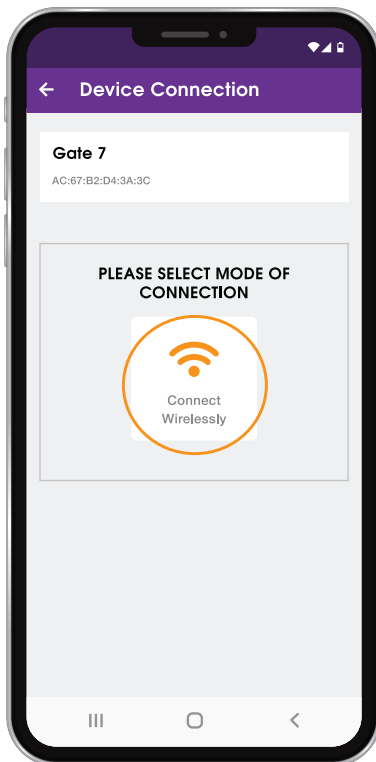 Device Connection
Gate 7
AC:67:B2:D4:3A:3C
PLEASE SELECT MODE OF
CONNECTION
Connect
Wirelessly